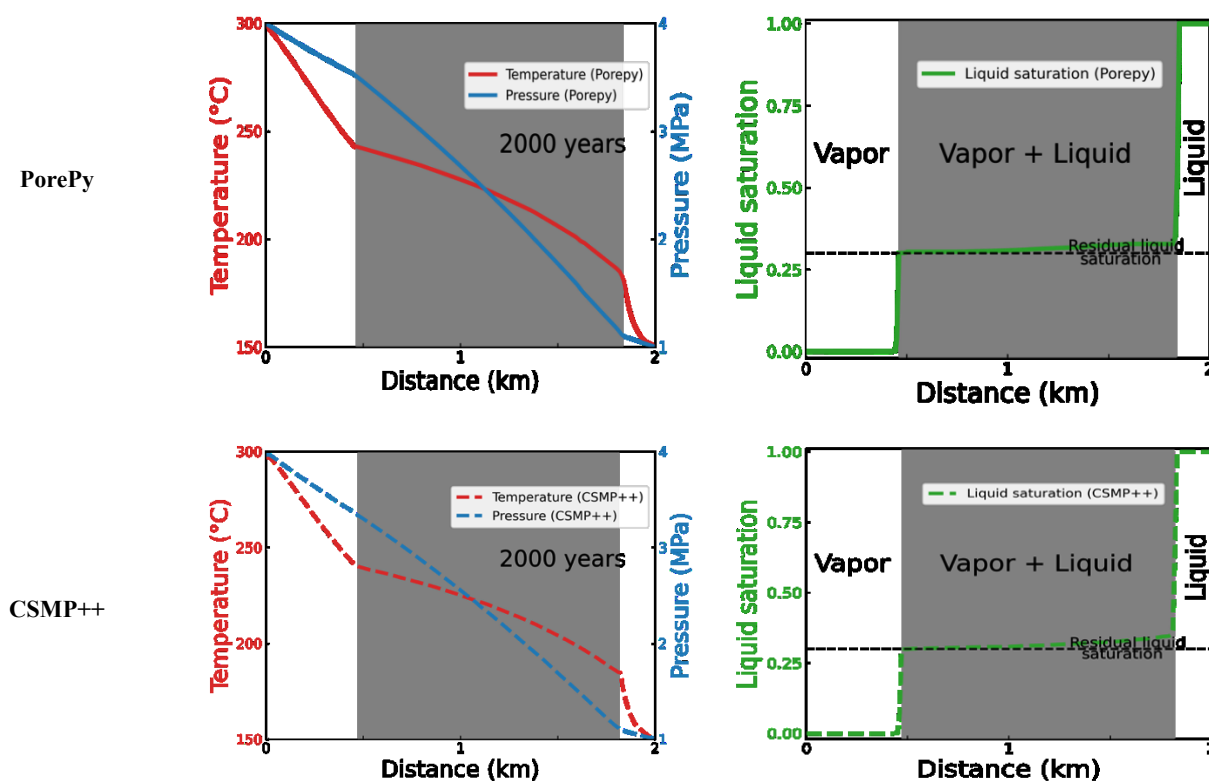 PorePy
Temperature (°C)
300
250
200
150
0
1
2
Distance (km)
Temperature (Porepy)
Pressure (Porepy)
2000 years
4
3
2
1
Pressure (MPa)
Liquid saturation
1.00
0.75
0.50
0.25
0.00
Liquid saturation (Porepy)
Vapor
Vapor + Liquid
Liquid
Residual liquid
saturation
0
1
2
Distance (km)
CSMP++
Temperature (°C)
300
250
200
150
0
1
2
Distance (km)
Temperature (CSMP++)
Pressure (CSMP++)
2000 years
4
3
2
1
Pressure (MPa)
Liquid saturation
1.00
0.75
0.50
0.25
0.00
Liquid saturation (CSMP++)
Vapor
Vapor + Liquid
Liquid
Residual liquid
saturation
0
1
2
Distance (km)